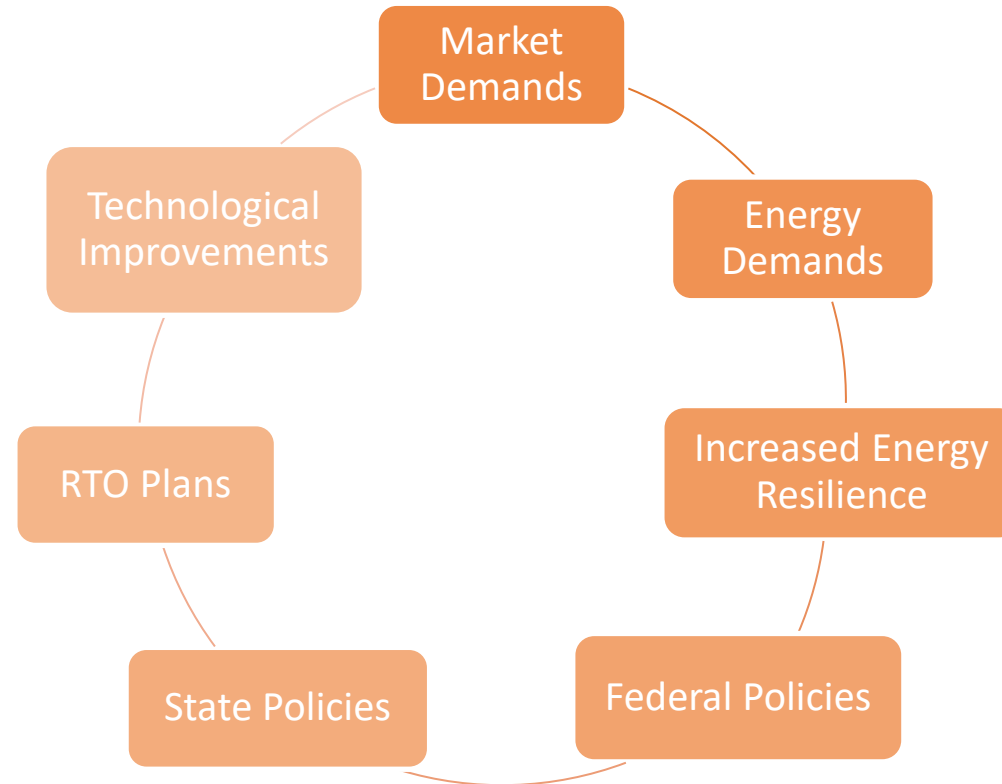 Market
Demands
Energy
Demands
Increased Energy
Resilience
Federal Policies
State Policies
RTO Plans
Technological
Improvements